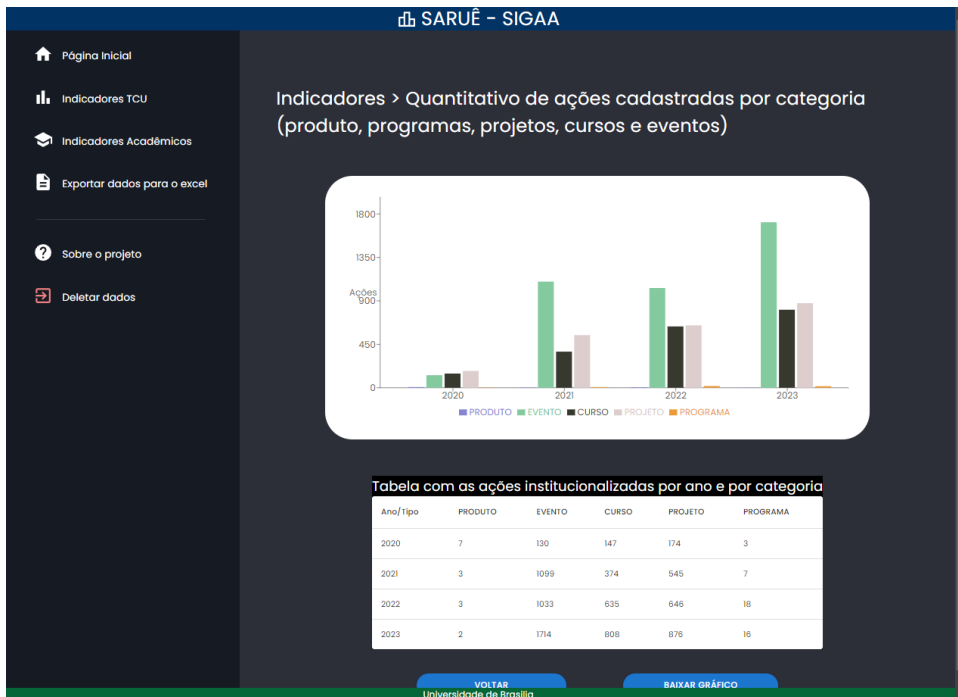 SARUÊ - SIGAA
Página Inicial
Indicadores TCU
Indicadores Acadêmicos
Exportar dados para o excel
Sobre o projeto
Deletar dados
Indicadores > Quantitativo de ações cadastradas por categoria
(produto, programas, projetos, cursos e eventos)
1800
1350
Ações
900
450
0
2020 2021 2022 2023
PRODUTO EVENTO CURSO PROJETO PROGRAMA
Tabela com as ações institucionalizadas por ano e por categoria
Ano/Tipo PRODUTO EVENTO CURSO PROJETO PROGRAMA
2020 7 130 147 174 3
2021 3 1099 374 545 7
2022 3 1033 635 646 18
2023 2 1714 808 876 16
VOLTAR BAIXAR GRÁFICO
Universidade de Brasília